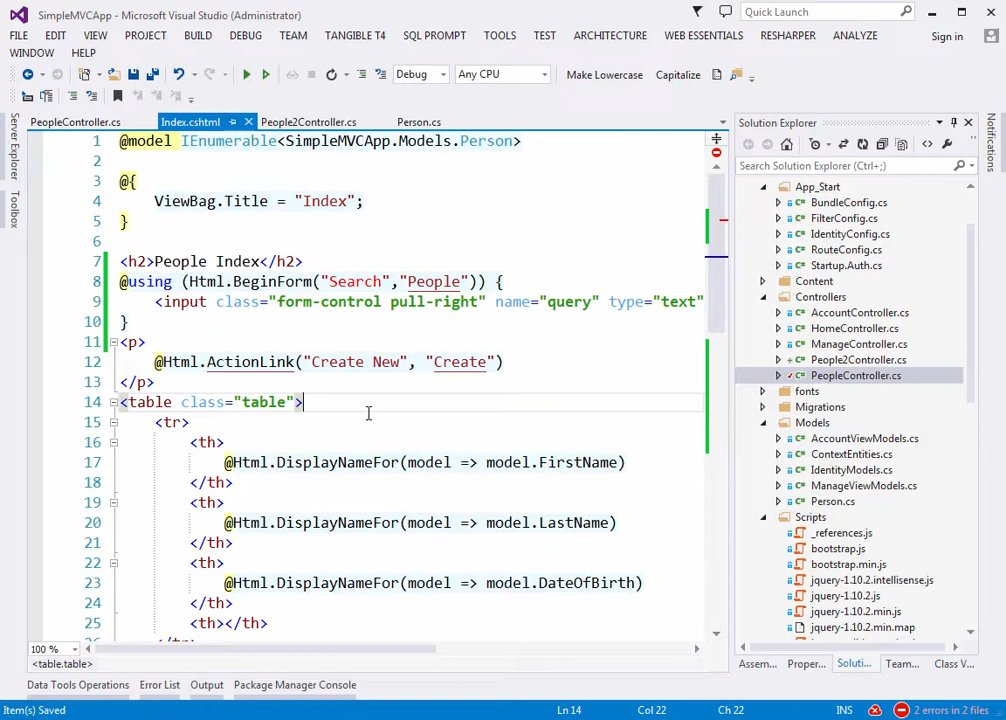 SimpleMVCApp - Microsoft Visual Studio (Administrator)
Quick Launch
FILE EDIT VIEW PROJECT BUILD DEBUG TEAM TANGIBLE T4 SQL PROMPT TOOLS TEST ARCHITECTURE WEB ESSENTIALS RESHARPER ANALYZE Sign in
WINDOW HELP
Debug Any CPU Make Lowercase Capitalize
PeopleController.cs Index.cshtml People2Controller.cs Person.cs
Server Explorer
Toolbox
1 @model IEnumerable<SimpleMVCApp.Models.Person>
2
3 @{
4 ViewBag.Title = "Index";
5 }
6
7 <h2>People Index</h2>
8 @using (Html.BeginForm("Search","People")) {
9 <input class="form-control pull-right" name="query" type="text"
10 }
11 <p>
12 @Html.ActionLink("Create New", "Create")
13 </p>
14 <table class="table">
15 <tr>
16 <th>
17 @Html.DisplayNameFor(model => model.FirstName)
18 </th>
19 <th>
20 @Html.DisplayNameFor(model => model.LastName)
21 </th>
22 <th>
23 @Html.DisplayNameFor(model => model.DateOfBirth)
24 </th>
25 <th></th>
100 %
<table.table>
Solution Explorer
Search Solution Explorer (Ctrl+;)
App_Start
BundleConfig.cs
FilterConfig.cs
IdentityConfig.cs
RouteConfig.cs
Startup.Auth.cs
Content
Controllers
AccountController.cs
HomeController.cs
ManageController.cs
People2Controller.cs
PeopleController.cs
fonts
Migrations
Models
AccountViewModels.cs
ContextEntities.cs
IdentityModels.cs
ManageViewModels.cs
Person.cs
Scripts
_references.js
bootstrap.js
bootstrap.min.js
jquery-1.10.2.intellisense.js
jquery-1.10.2.js
jquery-1.10.2.min.js
jquery-1.10.2.min.map
Assem... Proper... Soluti... Team... Class V...
Notifications
Data Tools Operations Error List Output Package Manager Console
Item(s) Saved Ln 14 Col 22 Ch 22 INS 2 errors in 2 files